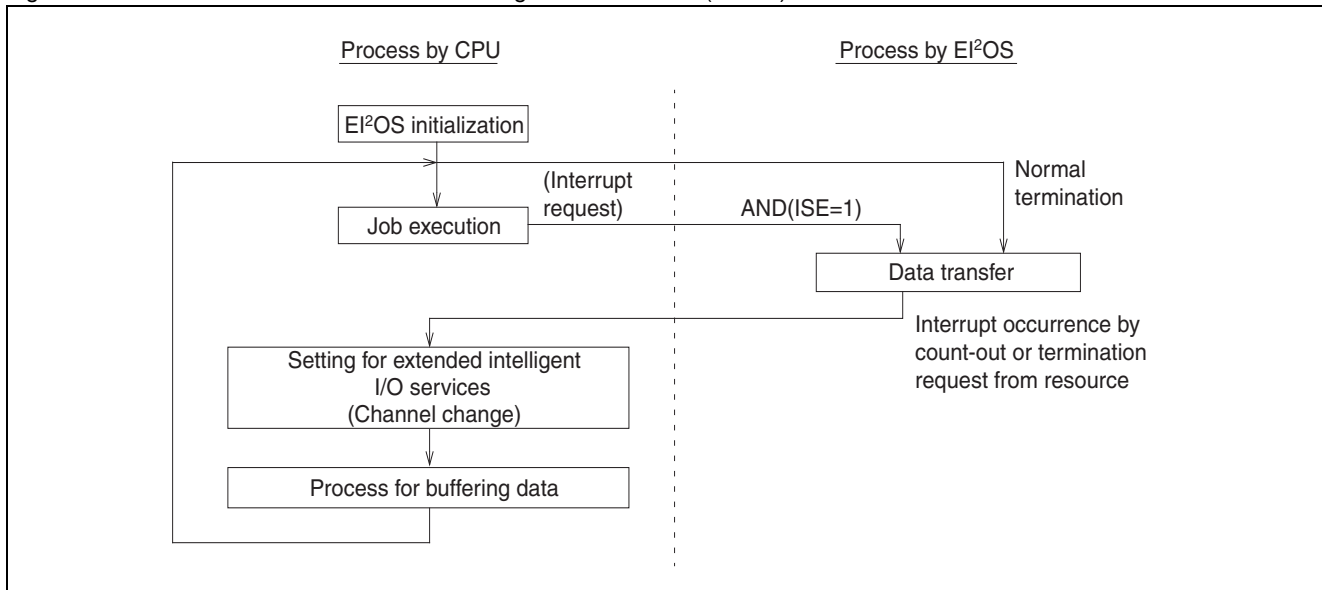 Process by CPU
Process by EI²OS
EI²OS initialization
Normal
termination
(Interrupt
request)
AND(ISE=1)
Job execution
Data transfer
Interrupt occurrence by
count-out or termination
request from resource
Setting for extended intelligent
I/O services
(Channel change)
Process for buffering data